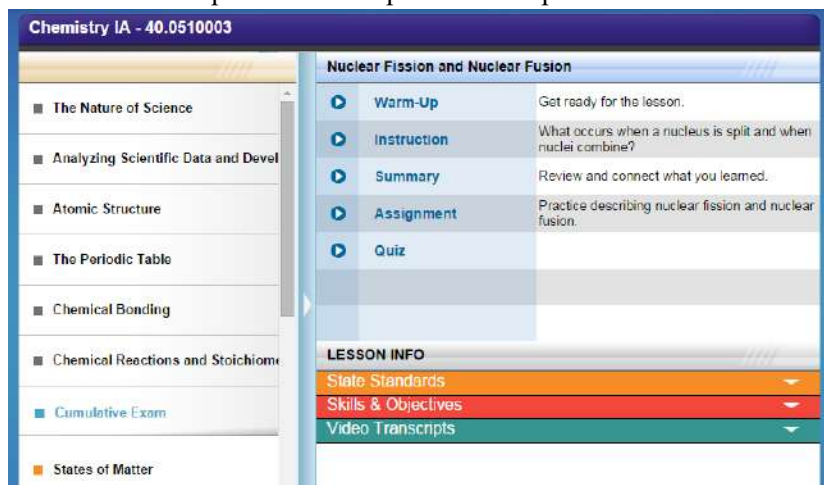 Chemistry IA - 40.0510003
The Nature of Science
Analyzing Scientific Data and Devel
Atomic Structure
The Periodic Table
Chemical Bonding
Chemical Reactions and Stoichiome
Cumulative Exam
States of Matter
Nuclear Fission and Nuclear Fusion
Warm-Up
Get ready for the lesson.
Instruction
What occurs when a nucleus is split and when
nuclei combine?
Summary
Review and connect what you learned.
Assignment
Practice describing nuclear fission and nuclear
fusion.
Quiz
LESSON INFO
State Standards
Skills & Objectives
Video Transcripts